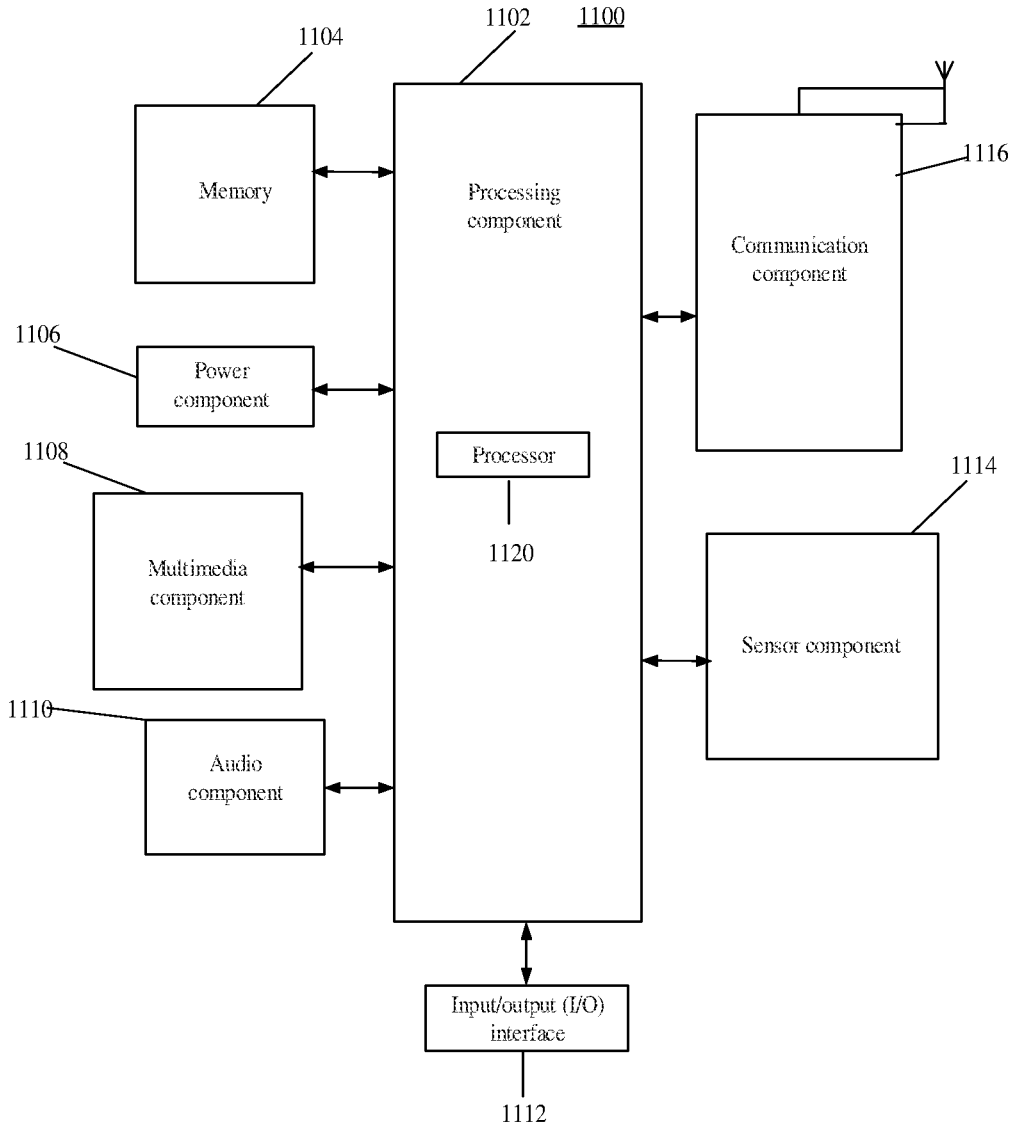 1102
1100
1104
Memory
Processing
component
1116
Communication
component
1106
Power
component
1108
Processor
1114
1120
Multimedia
component
Sensor component
1110
Audio
component
Input/output (I/O)
interface
1112